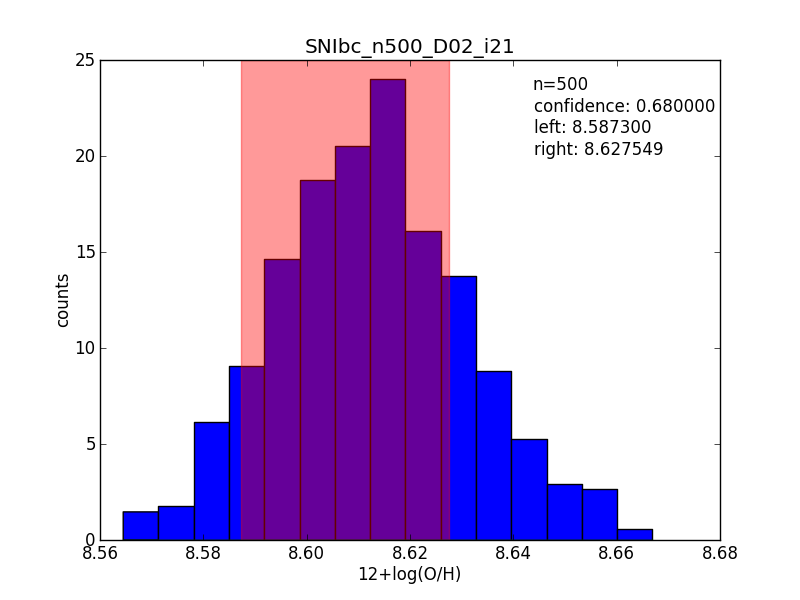 SNIbc_n500_D02_i21
n=500
confidence: 0.680000
left: 8.587300
right: 8.627549
25
20
15
10
5
0
counts
8.56 8.58 8.60 8.62 8.64 8.66 8.68
12+log(O/H)